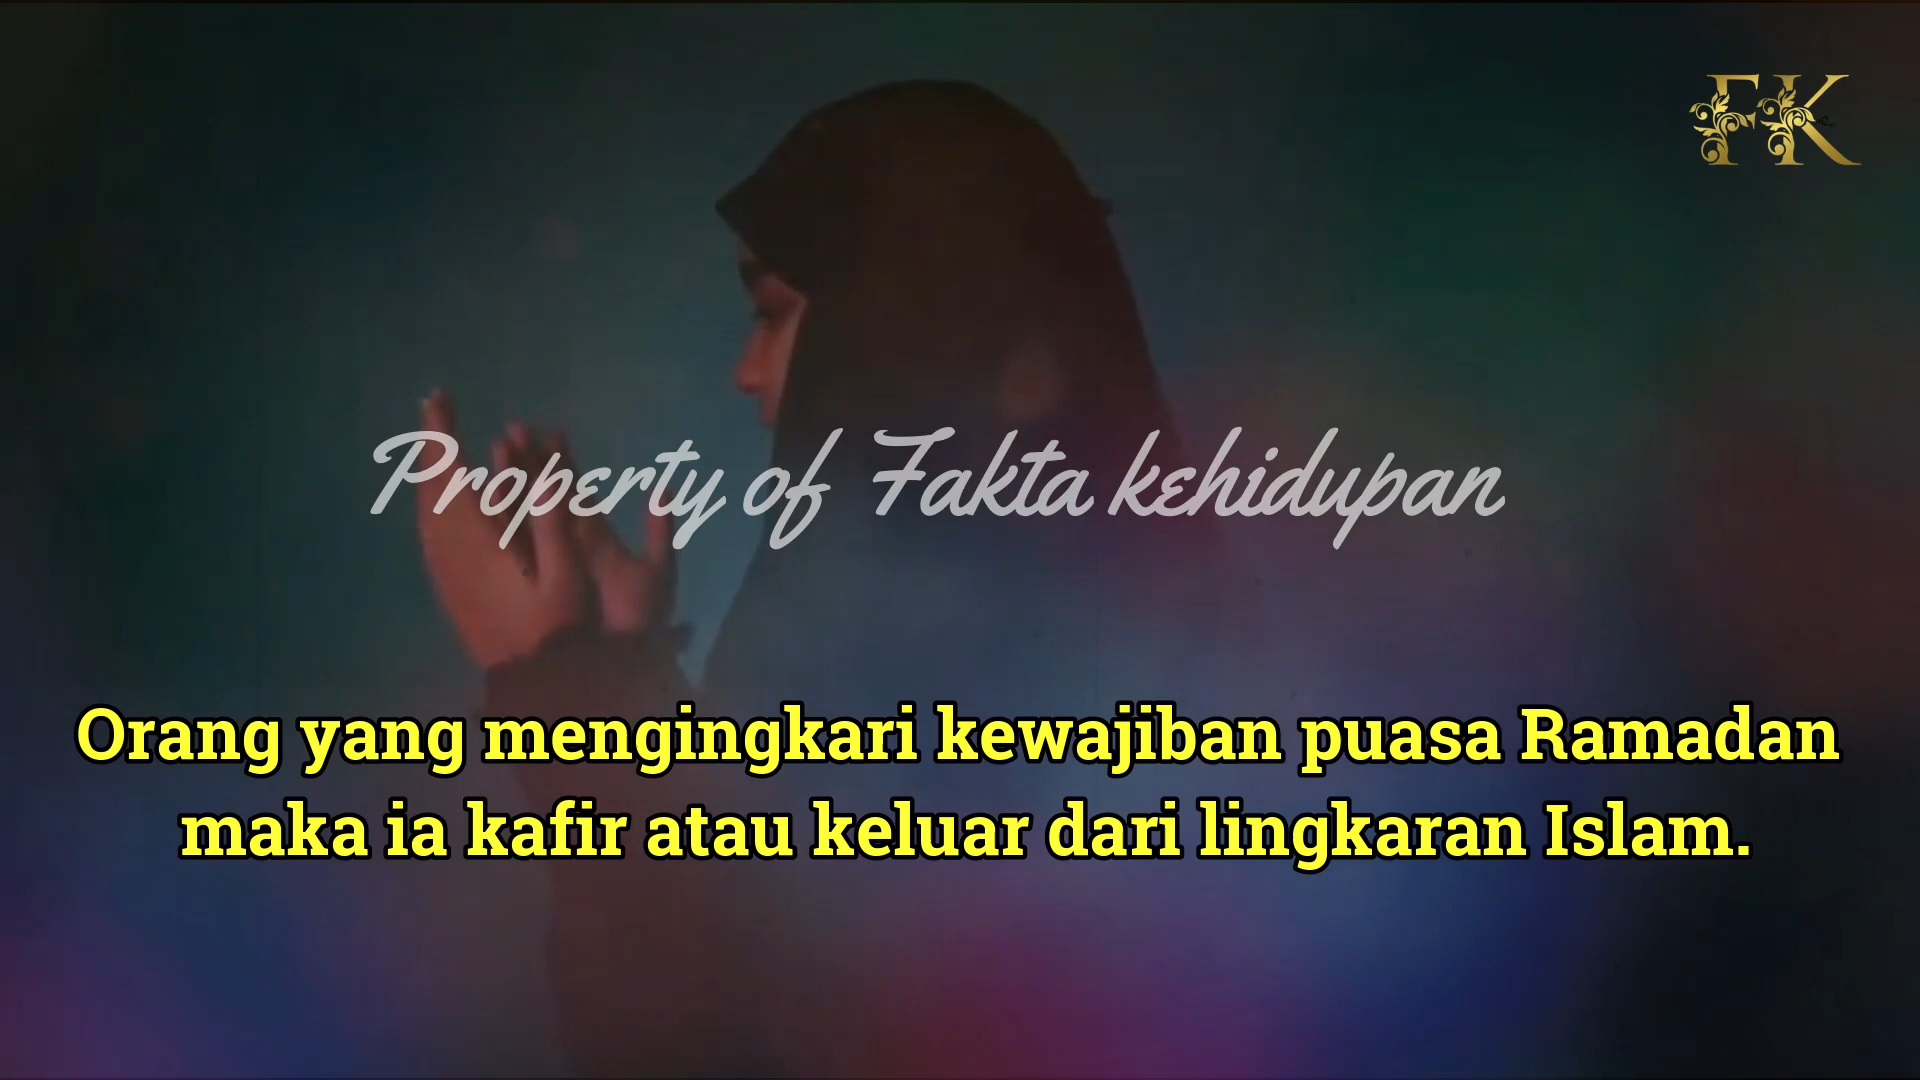 FK
Property of Fakta kehidupan
Orang yang mengingkari kewajiban puasa Ramadan
maka ia kafir atau keluar dari lingkaran Islam.